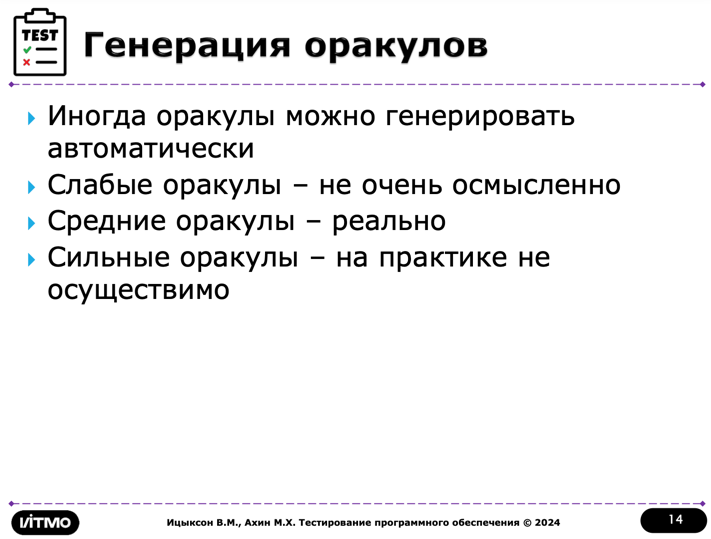 TEST
Генерация оракулов
Иногда оракулы можно генерировать
автоматически
Слабые оракулы – не очень осмысленно
Средние оракулы – реально
Сильные оракулы – на практике не
осуществимо
ИТМО
Ицыксон В.М., Ахин М.Х. Тестирование программного обеспечения © 2024
14